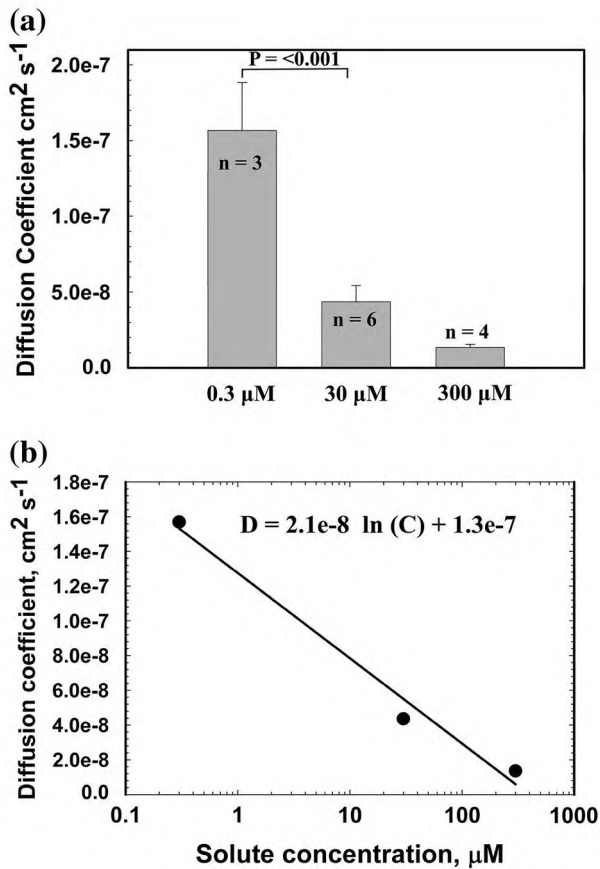 (a)
Diffusion Coefficient cm² s⁻¹
2.0e-7
1.5e-7
1.0e-7
5.0e-8
0.0
P = <0.001
n = 3
n = 6
n = 4
0.3 µM 30 µM 300 µM
(b)
Diffusion coefficient, cm² s⁻¹
1.8e-7
1.6e-7
1.4e-7
1.2e-7
1.0e-7
8.0e-8
6.0e-8
4.0e-8
2.0e-8
0.0
D = 2.1e-8 ln (C) + 1.3e-7
0.1 1 10 100 1000
Solute concentration, µM